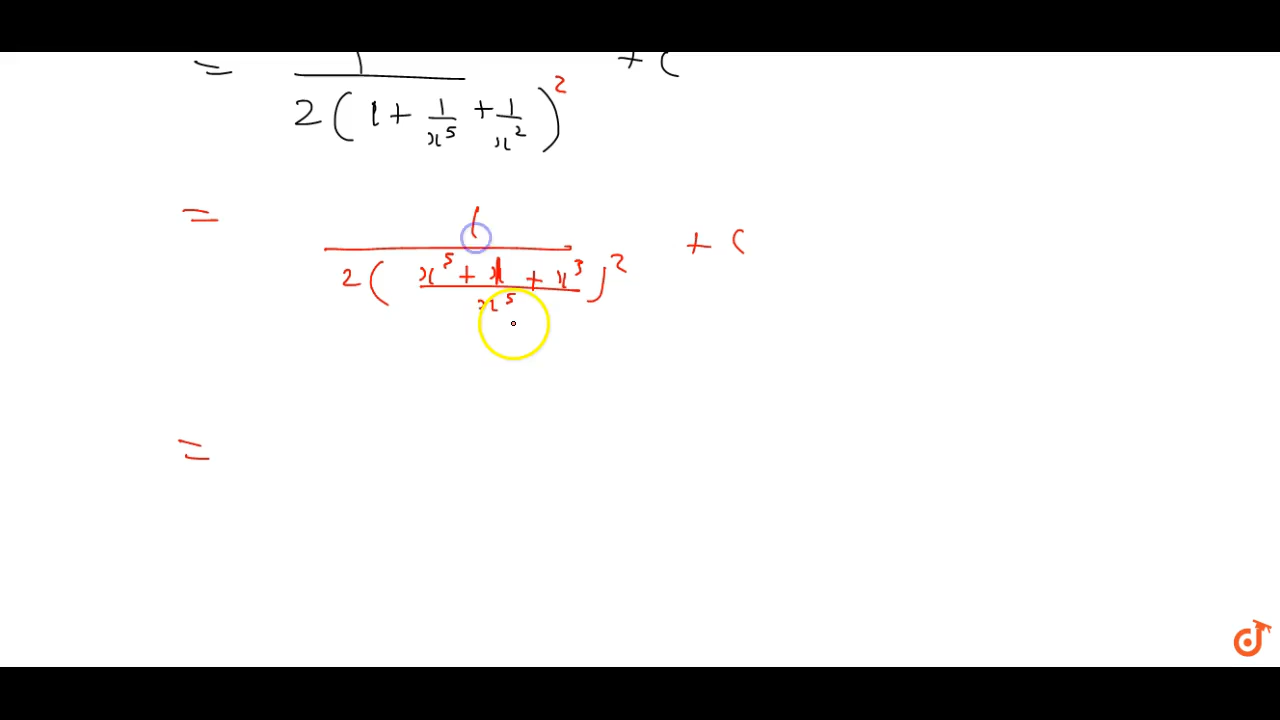 = 1 + C
2 ( 1 + 1/x⁵ + 1/x² )²
= 1 + C
2 ( x⁵ + 1 + x³ / x⁵ )²
=